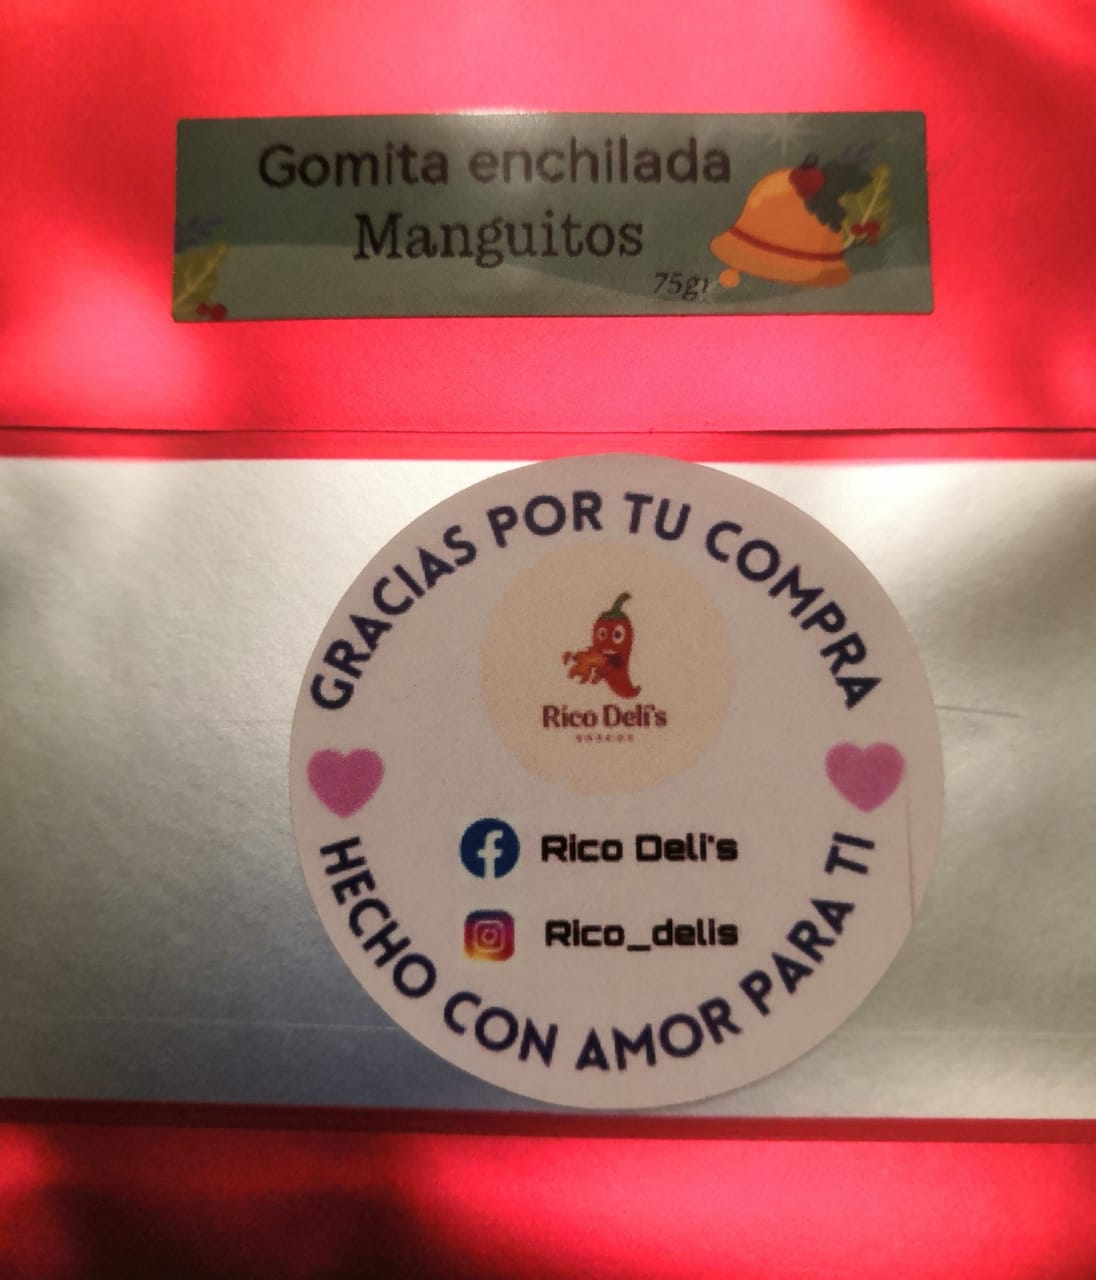 Gomita enchilada
Manguitos
75gr
GRACIAS POR TU COMPRA
Rico Deli's
Rico Deli's
Rico_delis
HECHO CON AMOR PARA TI